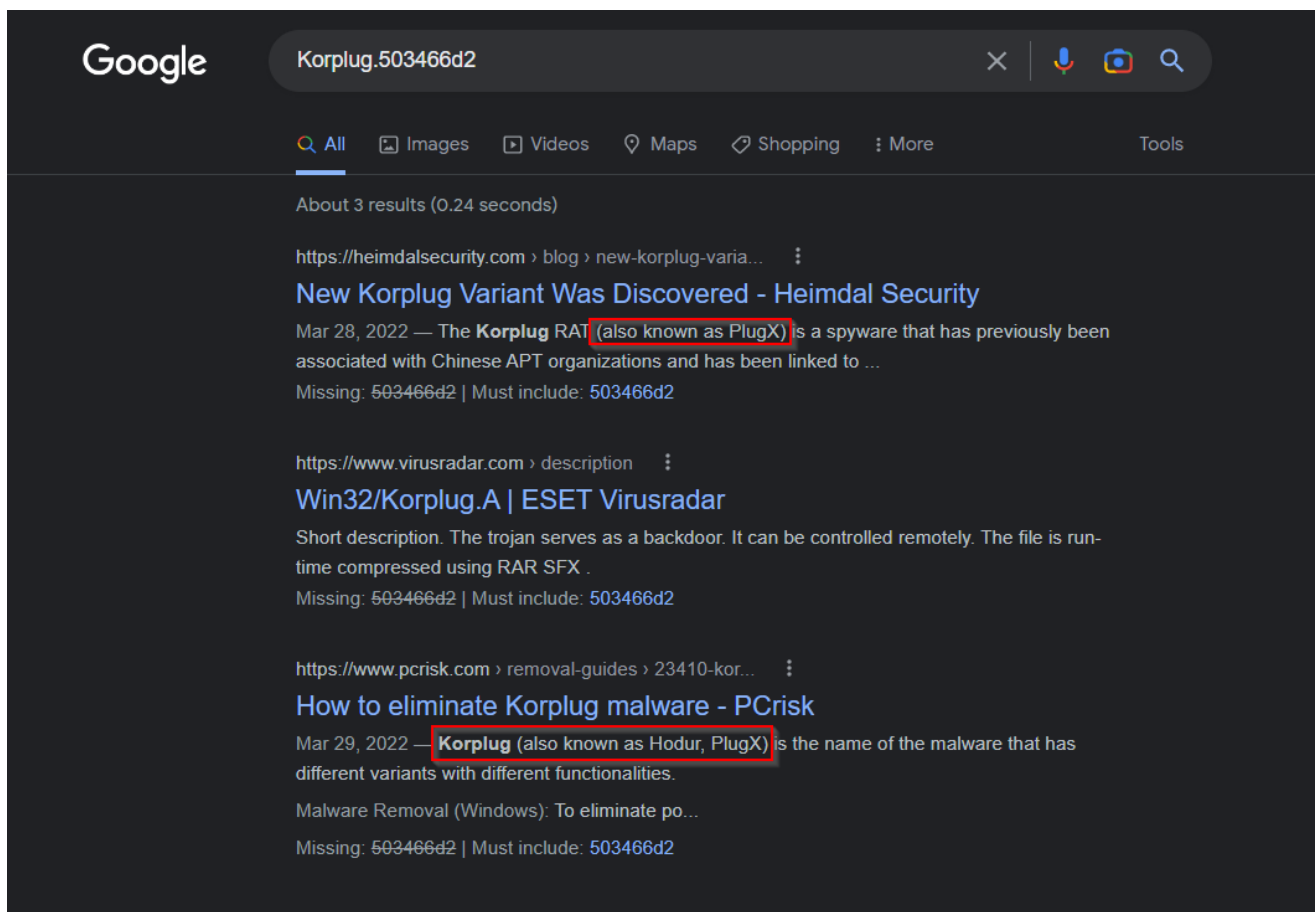 Google
Korplug.503466d2
All Images Videos Maps Shopping More Tools
About 3 results (0.24 seconds)
https://heimdalsecurity.com › blog › new-korplug-varia...
New Korplug Variant Was Discovered - Heimdal Security
Mar 28, 2022 — The Korplug RAT (also known as PlugX) is a spyware that has previously been
associated with Chinese APT organizations and has been linked to ...
Missing: 503466d2 | Must include: 503466d2
https://www.virusradar.com › description
Win32/Korplug.A | ESET Virusradar
Short description. The trojan serves as a backdoor. It can be controlled remotely. The file is run-
time compressed using RAR SFX .
Missing: 503466d2 | Must include: 503466d2
https://www.pcrisk.com › removal-guides › 23410-kor...
How to eliminate Korplug malware - PCrisk
Mar 29, 2022 — Korplug (also known as Hodur, PlugX) is the name of the malware that has
different variants with different functionalities.
Malware Removal (Windows): To eliminate po...
Missing: 503466d2 | Must include: 503466d2